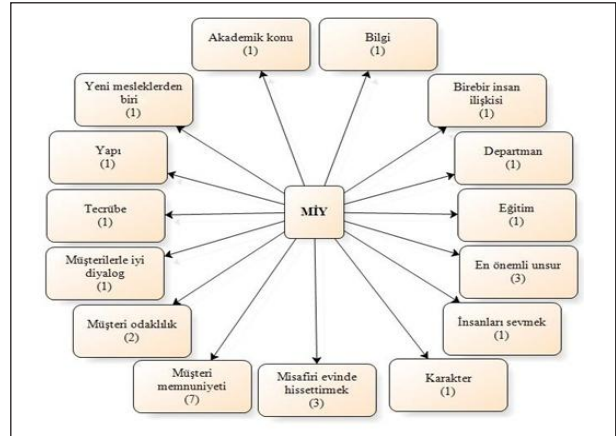 Akademik konu
(1)
Bilgi
(1)
Yeni mesleklerden
biri
(1)
Birebir insan
ilişkisi
(1)
Yapı
(1)
Departman
(1)
MİY
Tecrübe
(1)
Eğitim
(1)
Müşterilerle iyi
diyalog
(1)
En önemli unsur
(3)
Müşteri odaklılık
(2)
İnsanları sevmek
(1)
Müşteri
memnuniyeti
(7)
Misafiri evinde
hissettirmek
(3)
Karakter
(1)